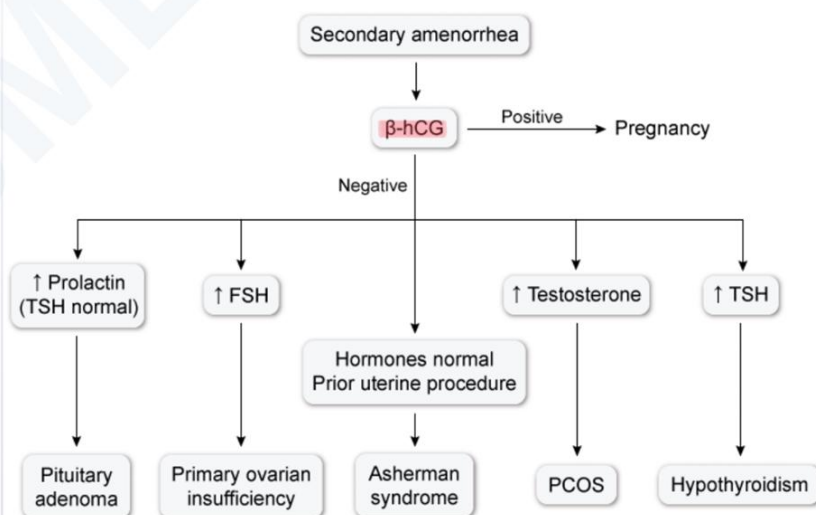 Secondary amenorrhea
β-hCG
Positive
Pregnancy
Negative
↑ Prolactin
(TSH normal)
↑ FSH
Hormones normal
Prior uterine procedure
↑ Testosterone
↑ TSH
Pituitary
adenoma
Primary ovarian
insufficiency
Asherman
syndrome
PCOS
Hypothyroidism